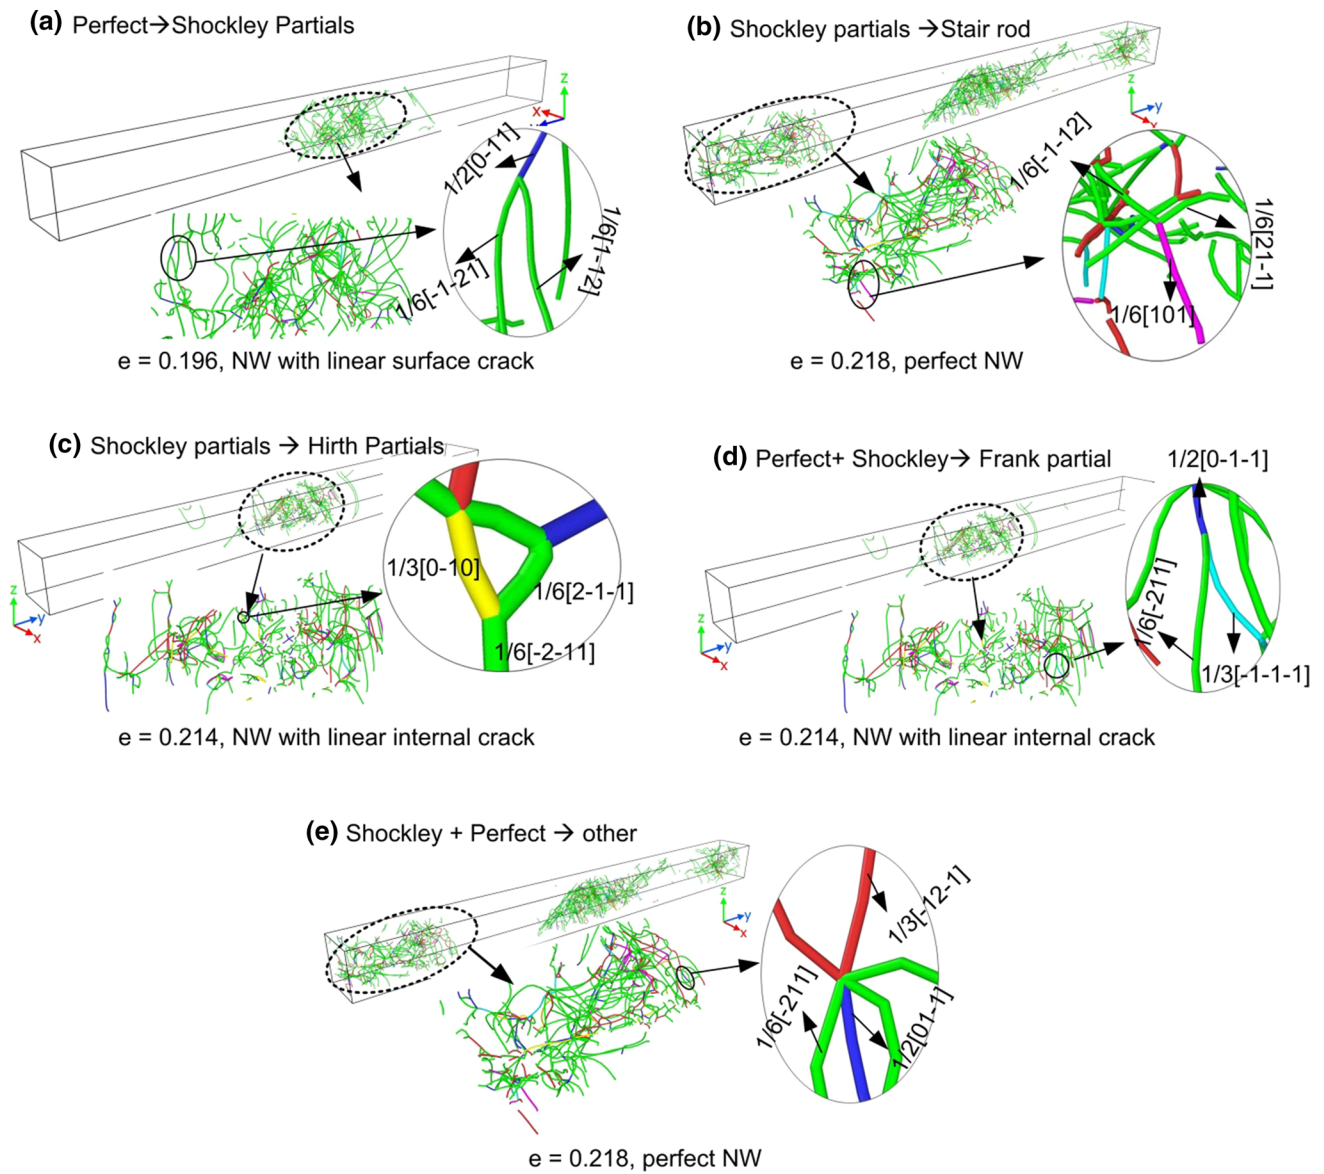 (a) Perfect→Shockley Partials
z
x
1/2[0-11]
1/6[-1-21]
1/6[1-12]
e = 0.196, NW with linear surface crack
(b) Shockley partials →Stair rod
z
y
x
1/6[-1-12]
1/6[21-1]
1/6[101]
e = 0.218, perfect NW
(c) Shockley partials → Hirth Partials
z
y
x
1/3[0-10]
1/6[2-1-1]
1/6[-2-11]
e = 0.214, NW with linear internal crack
(d) Perfect+ Shockley→ Frank partial
z
y
x
1/2[0-1-1]
1/6[-211]
1/3[-1-1-1]
e = 0.214, NW with linear internal crack
(e) Shockley + Perfect → other
z
y
x
1/3[-12-1]
1/6[-211]
1/2[01-1]
e = 0.218, perfect NW